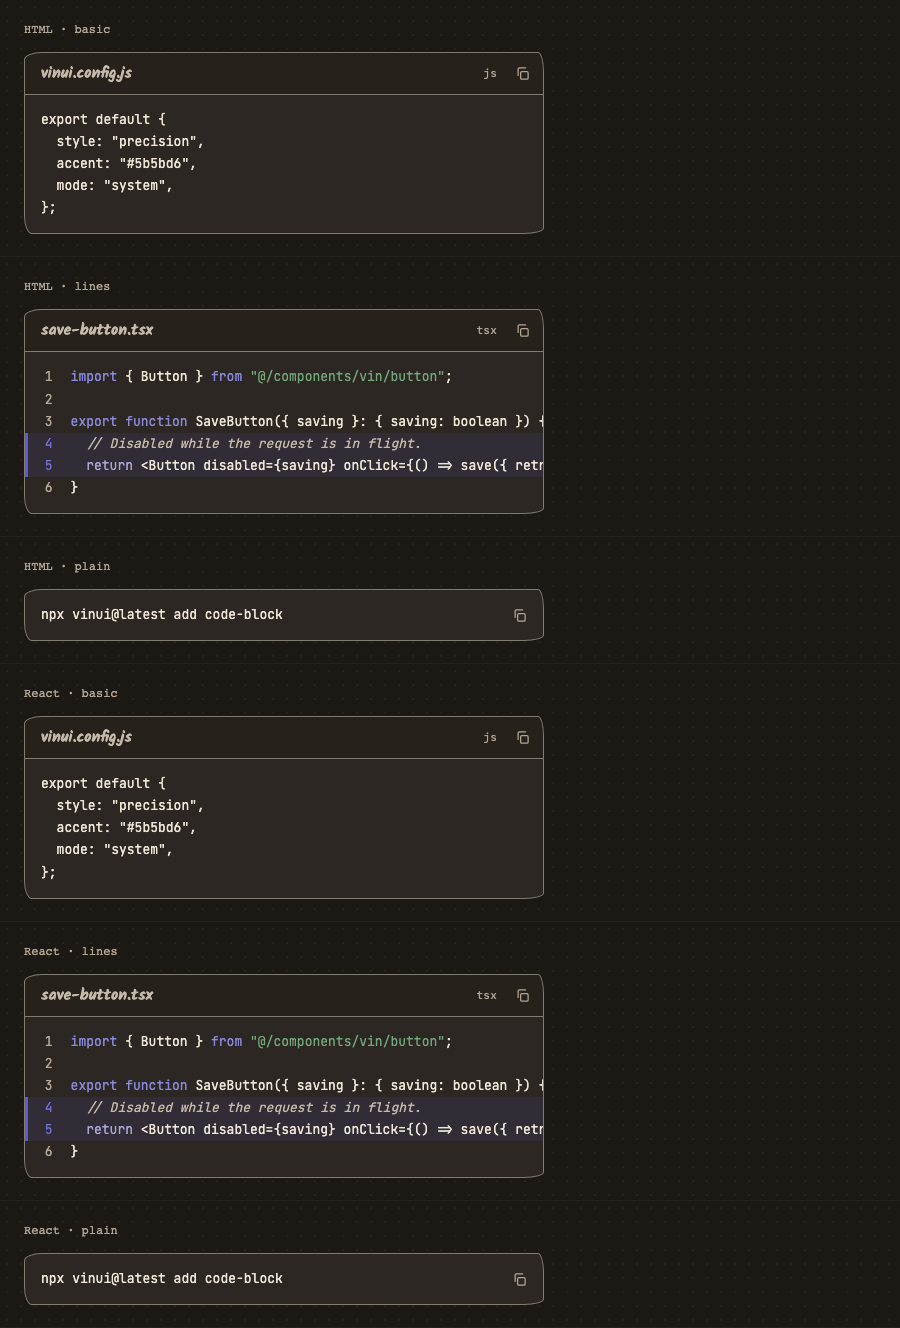 HTML · basic
vinui.config.js
js
export default {
  style: "precision",
  accent: "#5b5bd6",
  mode: "system",
};
HTML · lines
save-button.tsx
tsx
1 import { Button } from "@/components/vin/button";
2
3 export function SaveButton({ saving }: { saving: boolean }) {
4   // Disabled while the request is in flight.
5   return <Button disabled={saving} onClick={() => save({ retr
6 }
HTML · plain
npx vinui@latest add code-block
React · basic
vinui.config.js
js
export default {
  style: "precision",
  accent: "#5b5bd6",
  mode: "system",
};
React · lines
save-button.tsx
tsx
1 import { Button } from "@/components/vin/button";
2
3 export function SaveButton({ saving }: { saving: boolean }) {
4   // Disabled while the request is in flight.
5   return <Button disabled={saving} onClick={() => save({ retr
6 }
React · plain
npx vinui@latest add code-block